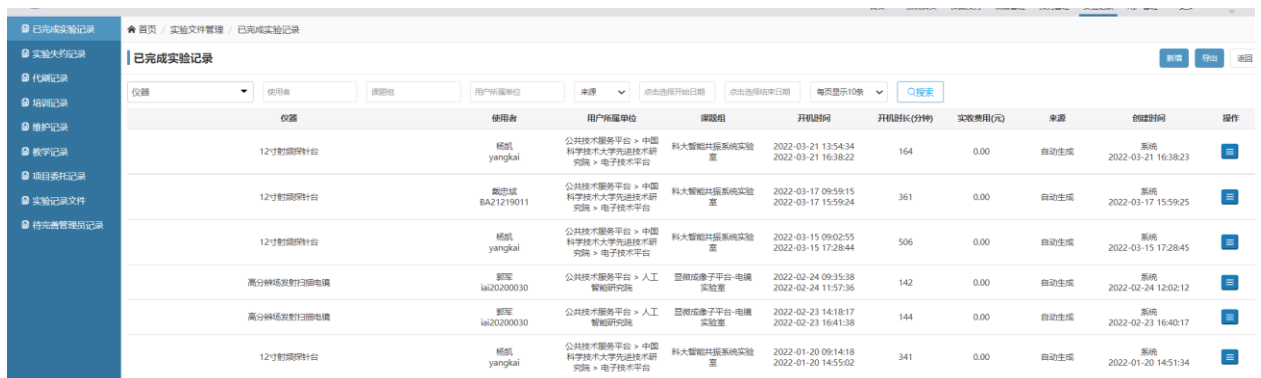 已完成实验记录
首页 / 实验文件管理 / 已完成实验记录
实验失约记录
已完成实验记录
新增
导出
返回
代测记录
培训记录
仪器
使用者
课题组
用户所属单位
来源
点击选择开始日期
点击选择结束日期
每页显示10条
搜索
维护记录
教学记录
项目委托记录
实验记录文件
待完善管理员记录
仪器 使用者 用户所属单位 课题组 开机时间 开机时长(分钟) 实收费用(元) 来源 创建时间 操作
12寸射频探针台
杨凯
yangkai
公共技术服务平台 > 中国
科学技术大学先进技术研
究院 > 电子技术平台
科大智能共振系统实验
室
2022-03-21 13:54:34
2022-03-21 16:38:22
164
0.00
自动生成
系统
2022-03-21 16:38:23
12寸射频探针台
戴忠斌
BA21219011
公共技术服务平台 > 中国
科学技术大学先进技术研
究院 > 电子技术平台
科大智能共振系统实验
室
2022-03-17 09:59:15
2022-03-17 15:59:24
361
0.00
自动生成
系统
2022-03-17 15:59:25
12寸射频探针台
杨凯
yangkai
公共技术服务平台 > 中国
科学技术大学先进技术研
究院 > 电子技术平台
科大智能共振系统实验
室
2022-03-15 09:02:55
2022-03-15 17:28:44
506
0.00
自动生成
系统
2022-03-15 17:28:45
高分辨场发射扫描电镜
郭军
iai20200030
公共技术服务平台 > 人工
智能研究院
显微成像子平台-电镜
实验室
2022-02-24 09:35:38
2022-02-24 11:57:36
142
0.00
自动生成
系统
2022-02-24 12:02:12
高分辨场发射扫描电镜
郭军
iai20200030
公共技术服务平台 > 人工
智能研究院
显微成像子平台-电镜
实验室
2022-02-23 14:18:17
2022-02-23 16:41:38
144
0.00
自动生成
系统
2022-02-23 16:40:17
12寸射频探针台
杨凯
yangkai
公共技术服务平台 > 中国
科学技术大学先进技术研
究院 > 电子技术平台
科大智能共振系统实验
室
2022-01-20 09:14:18
2022-01-20 14:55:02
341
0.00
自动生成
系统
2022-01-20 14:51:34